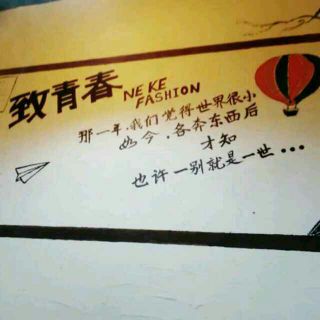 致青春
NE KE
FASHION
那一年.我们觉得世界很小
如今.各奔东西后
才知
也许一别就是一世...